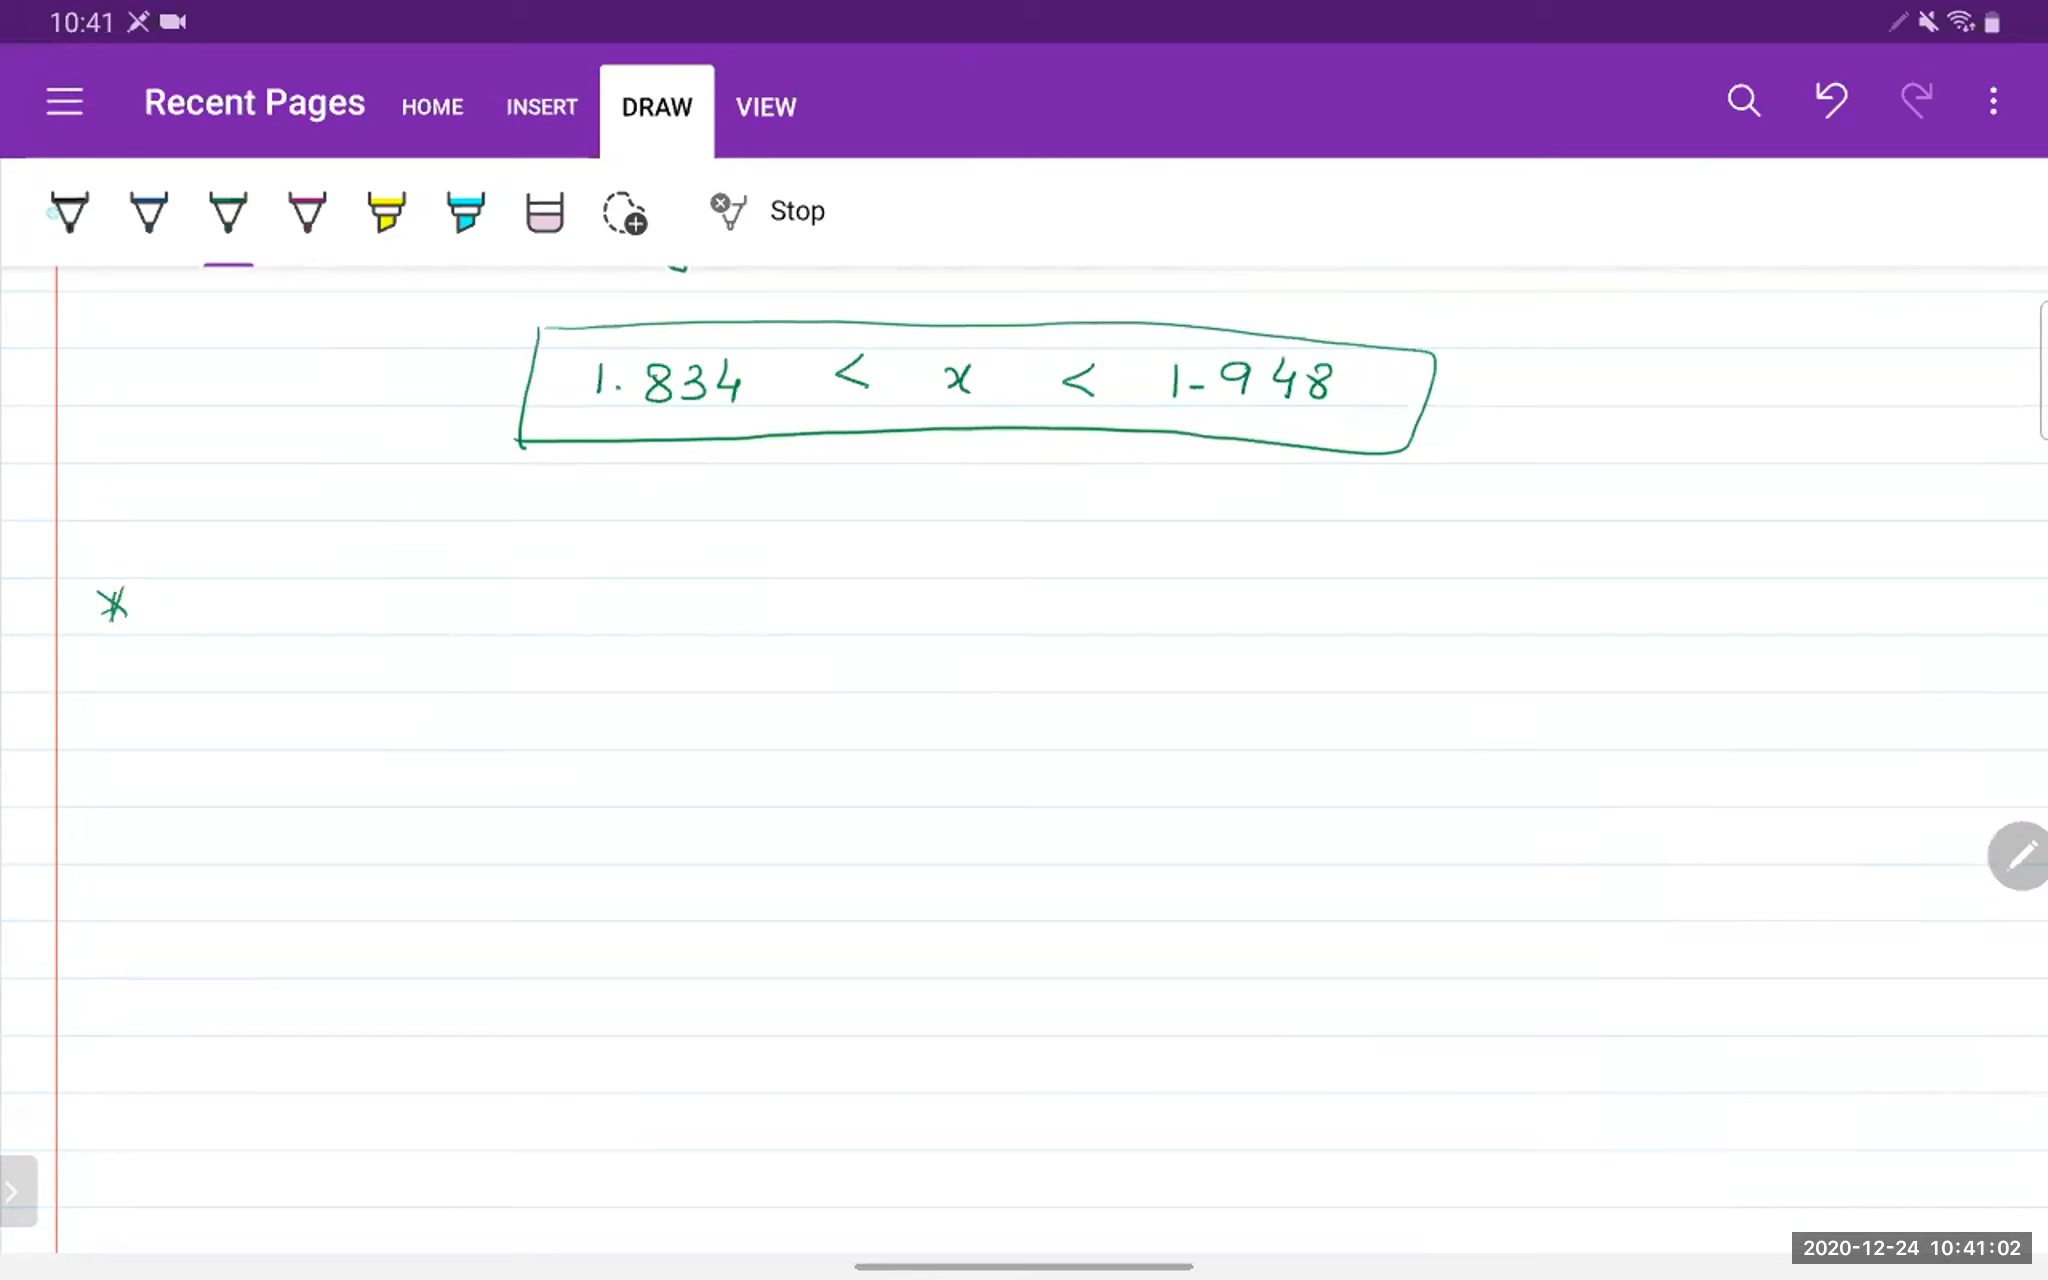 10:41
Recent Pages HOME INSERT DRAW VIEW
Stop
1.834 < x < 1-948
*
2020-12-24 10:41:02